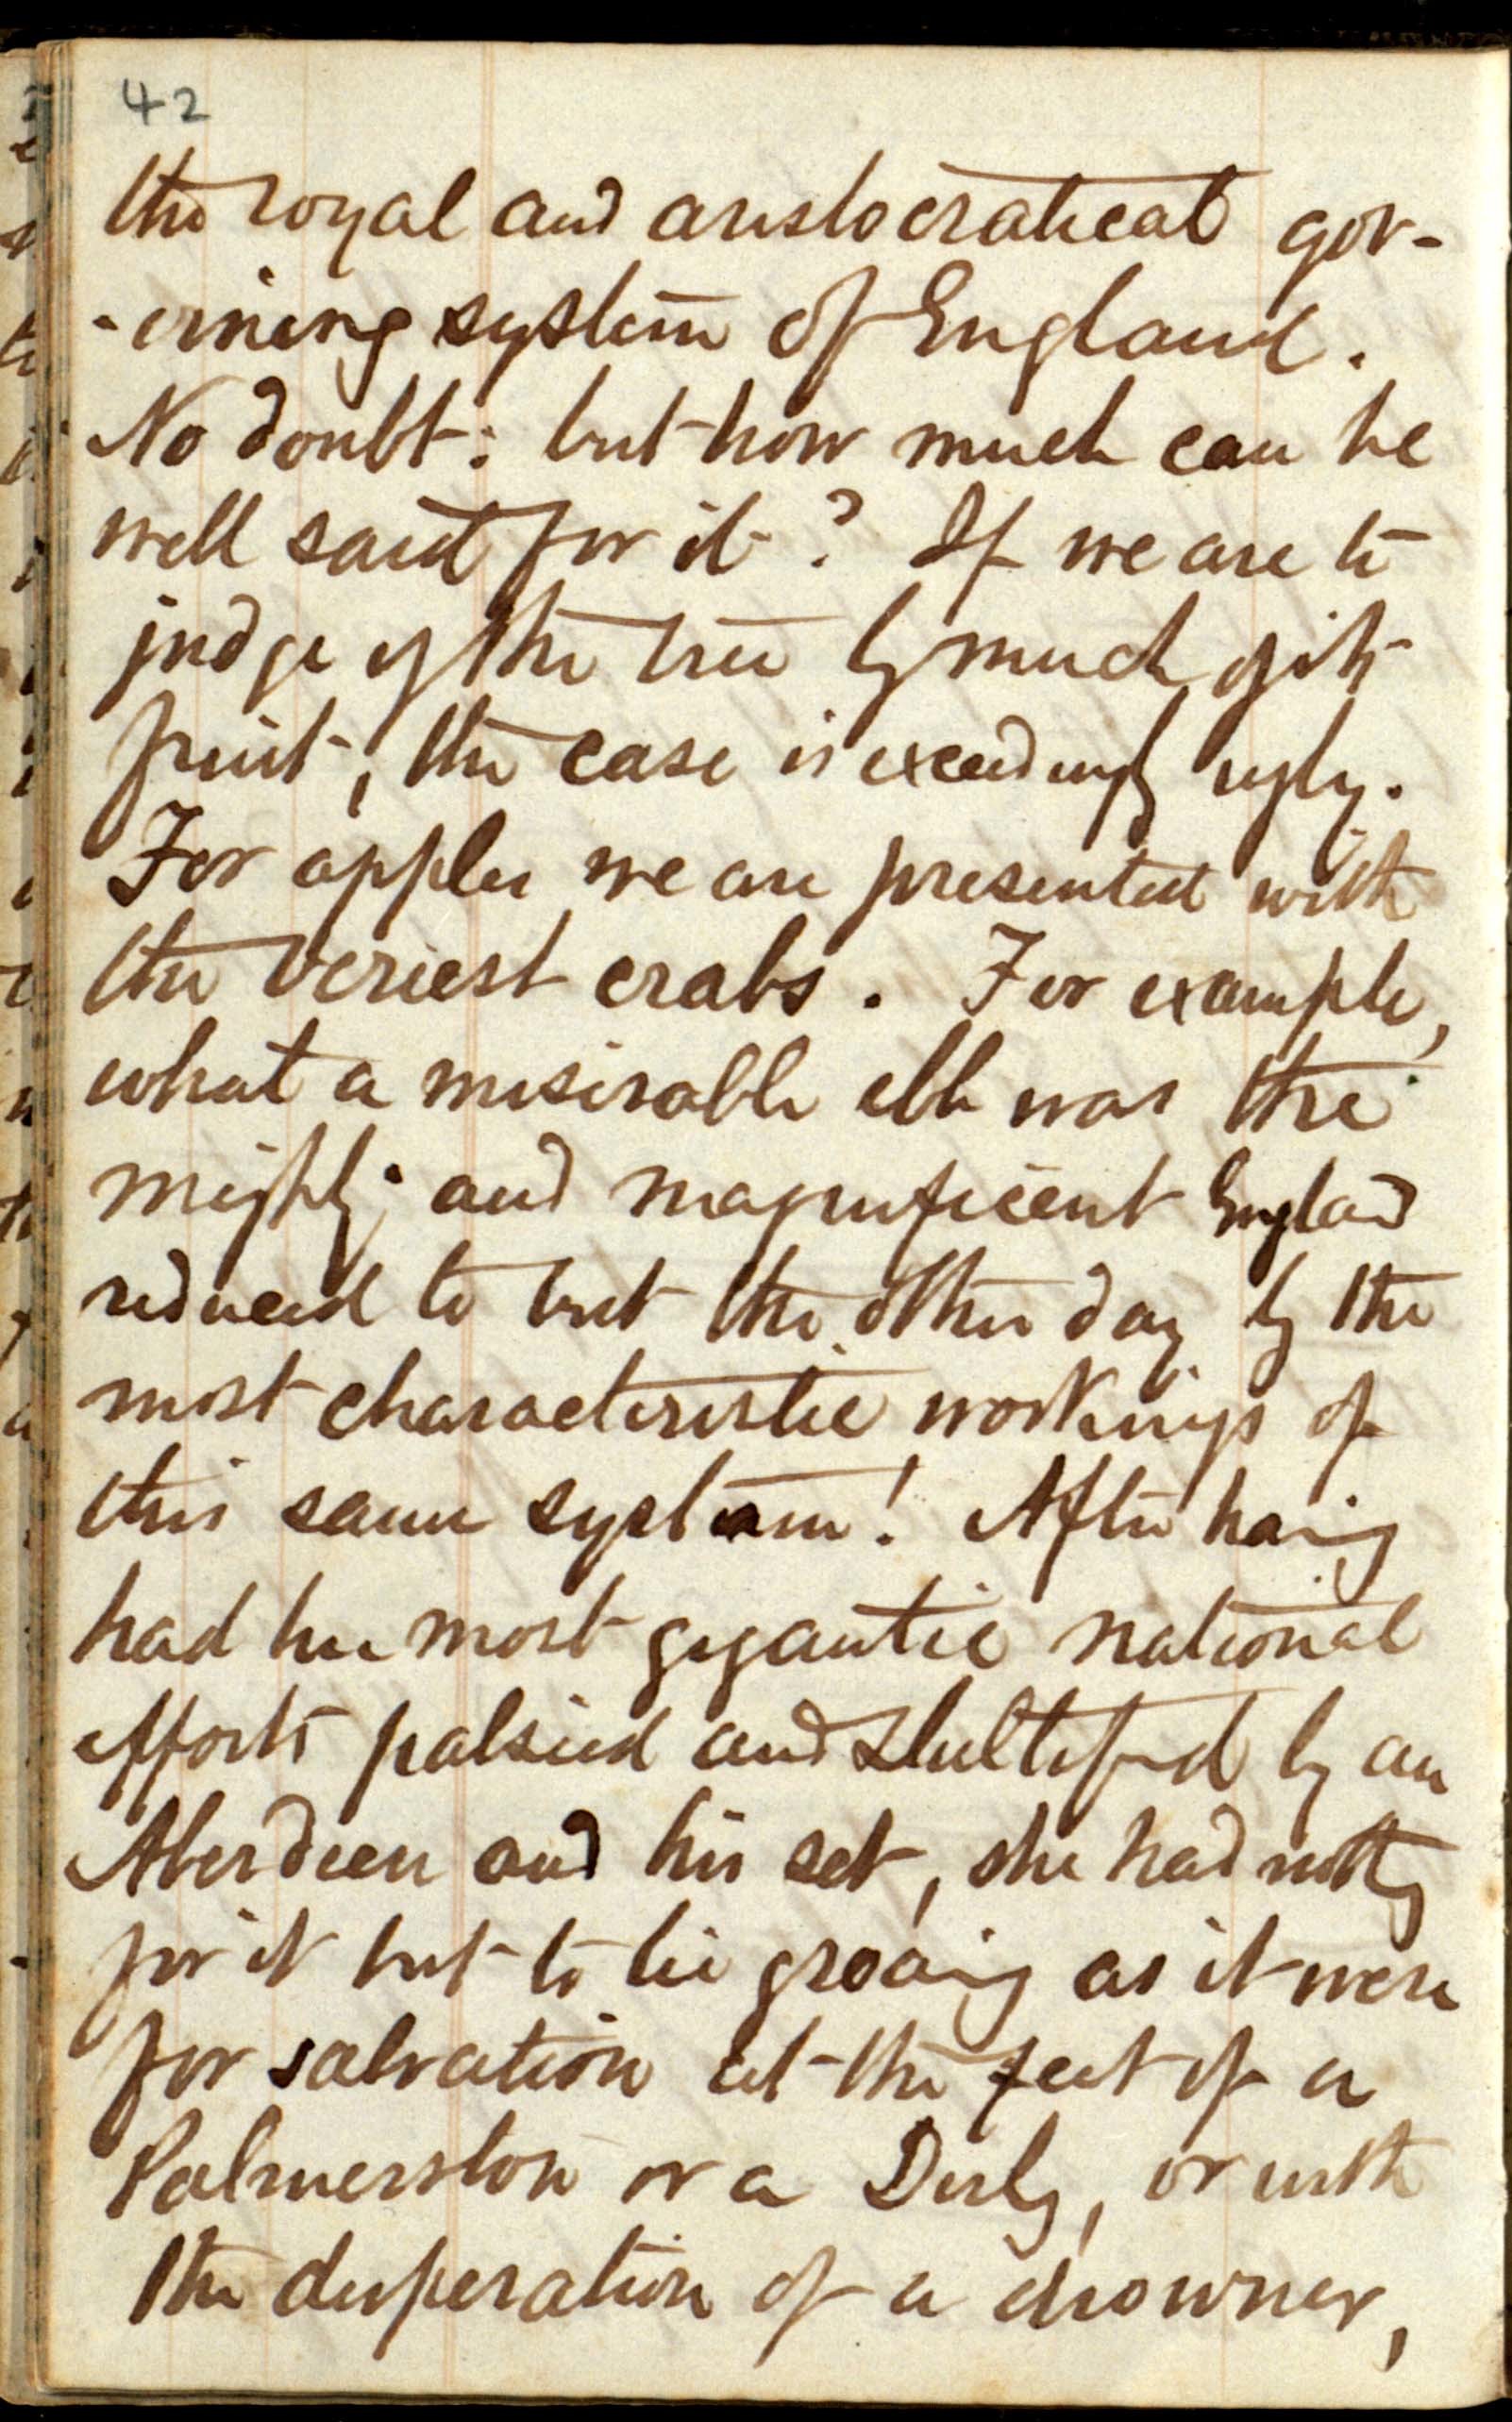 42
the royal and aristocratical gov-
-erning system of England.
No doubt: but how much can be
well said for it? If we are to
judge of the tree by much of its
fruit, the case is exceedingly ugly.
For apples we are presented with
the veriest crabs. For example,
what a miserable ebb was the
mighty and magnificent England
reduced to but the other day by the
most characteristic workings of
this same system! After having
had her most gigantic national
efforts palsied and stultified by an
Aberdeen and his set, she had nothing
for it but to lie groaning as it were
for salvation at the feet of a
Palmerston or a Derby, or with
the desperation of a drowner,